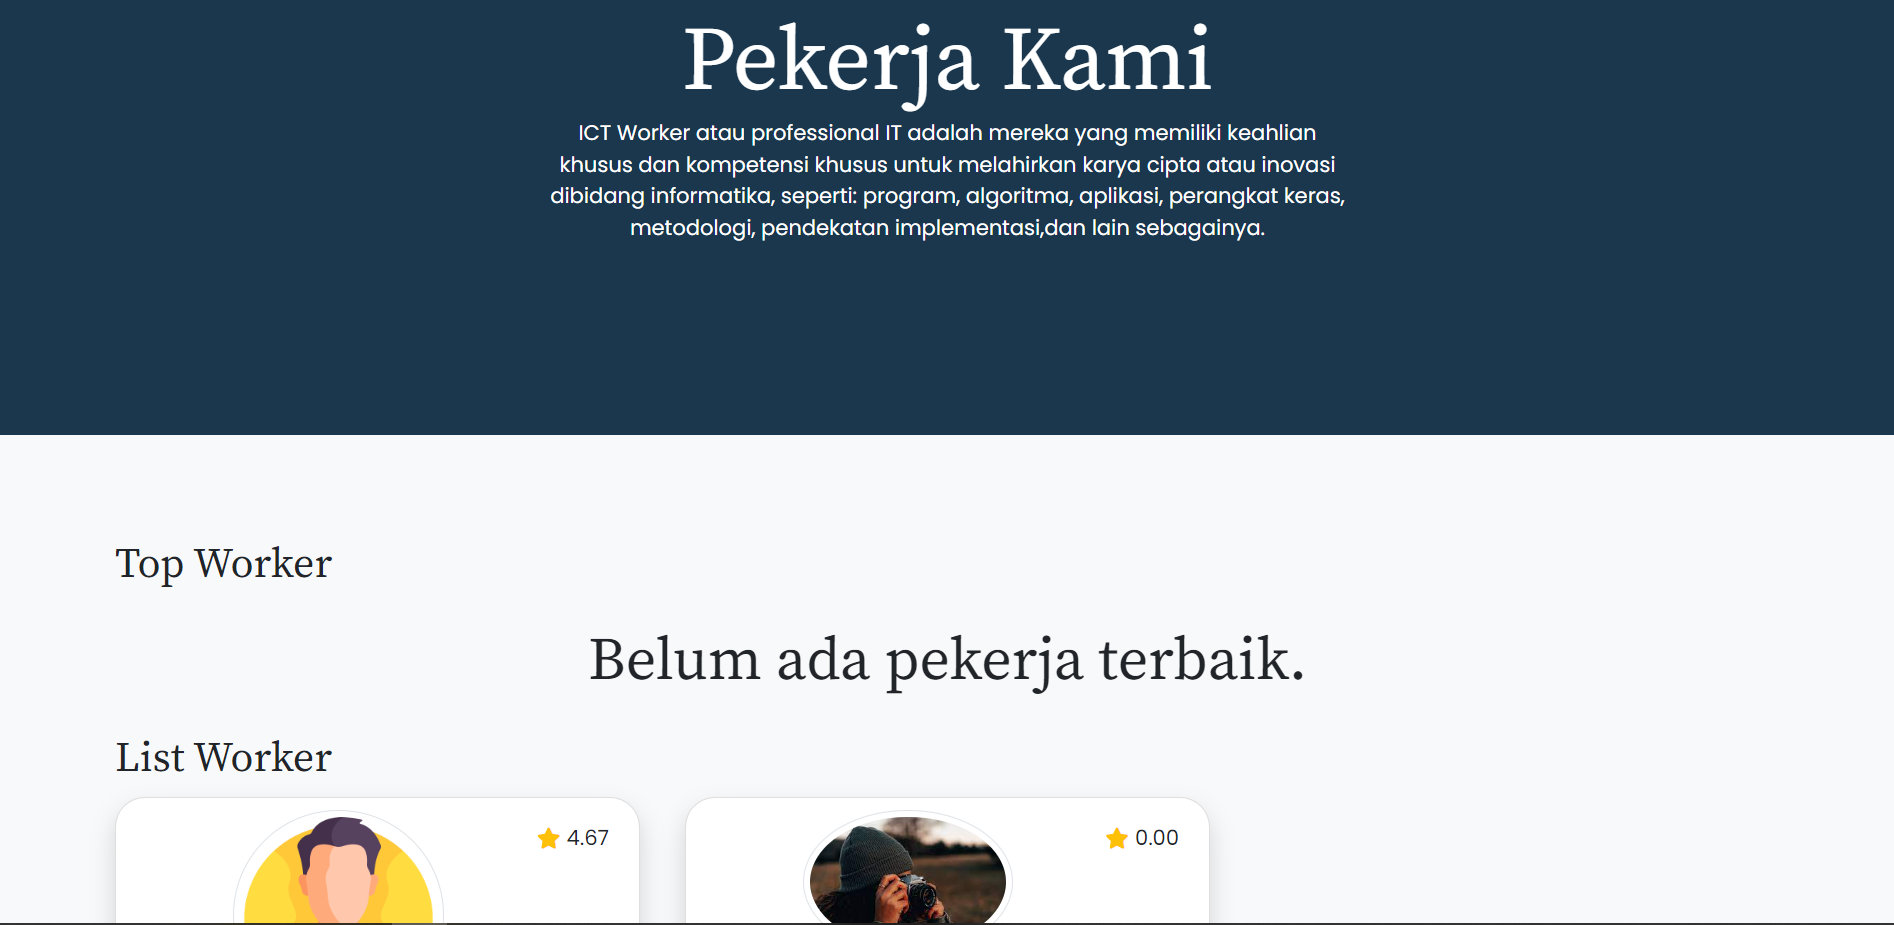 Pekerja Kami
ICT Worker atau professional IT adalah mereka yang memiliki keahlian
khusus dan kompetensi khusus untuk melahirkan karya cipta atau inovasi
dibidang informatika, seperti: program, algoritma, aplikasi, perangkat keras,
metodologi, pendekatan implementasi,dan lain sebagainya.
Top Worker
Belum ada pekerja terbaik.
List Worker
4.67
0.00